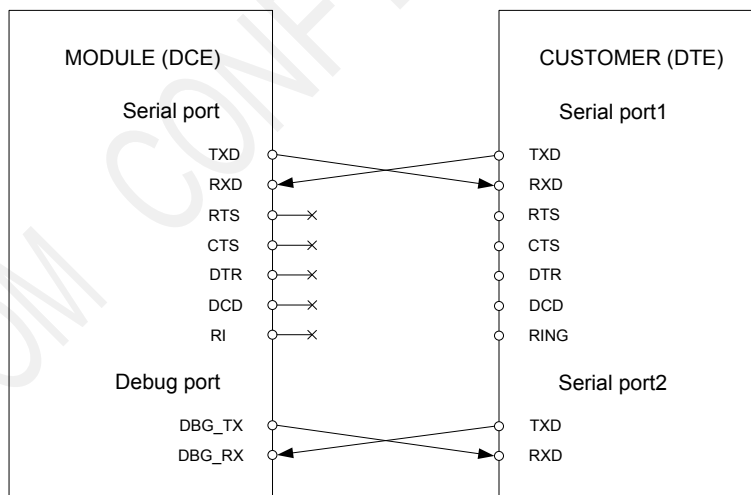 MODULE (DCE)
Serial port
TXD
RXD
RTS
CTS
DTR
DCD
RI
Debug port
DBG_TX
DBG_RX
CUSTOMER (DTE)
Serial port1
TXD
RXD
RTS
CTS
DTR
DCD
RING
Serial port2
TXD
RXD